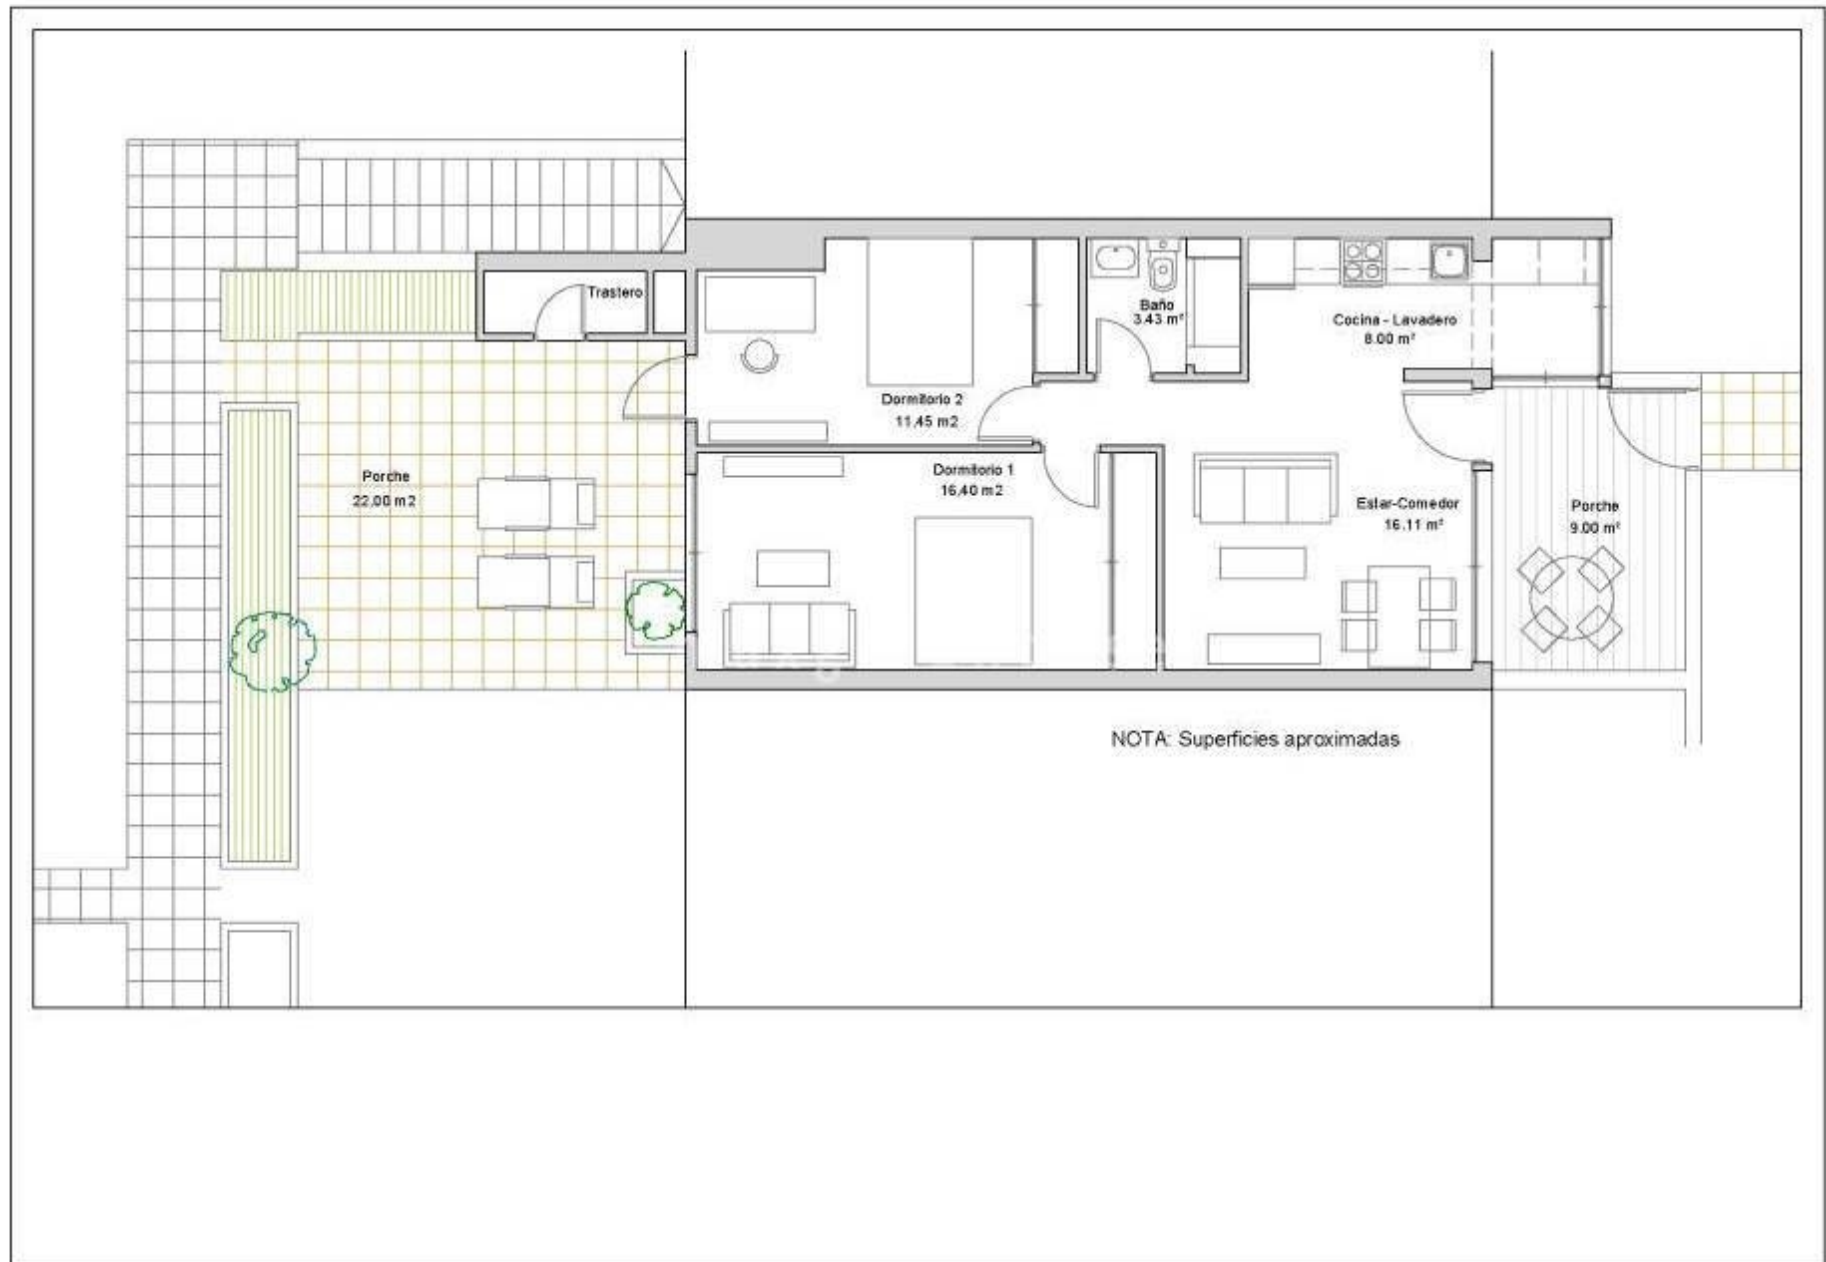 Trastero
Baño
3.43 m²
Cocina - Lavadero
8.00 m²
Dormitorio 2
11.45 m2
Dormitorio 1
16.40 m2
Porche
22.00 m2
Estar-Comedor
16.11 m²
Porche
9.00 m²
NOTA: Superficies aproximadas